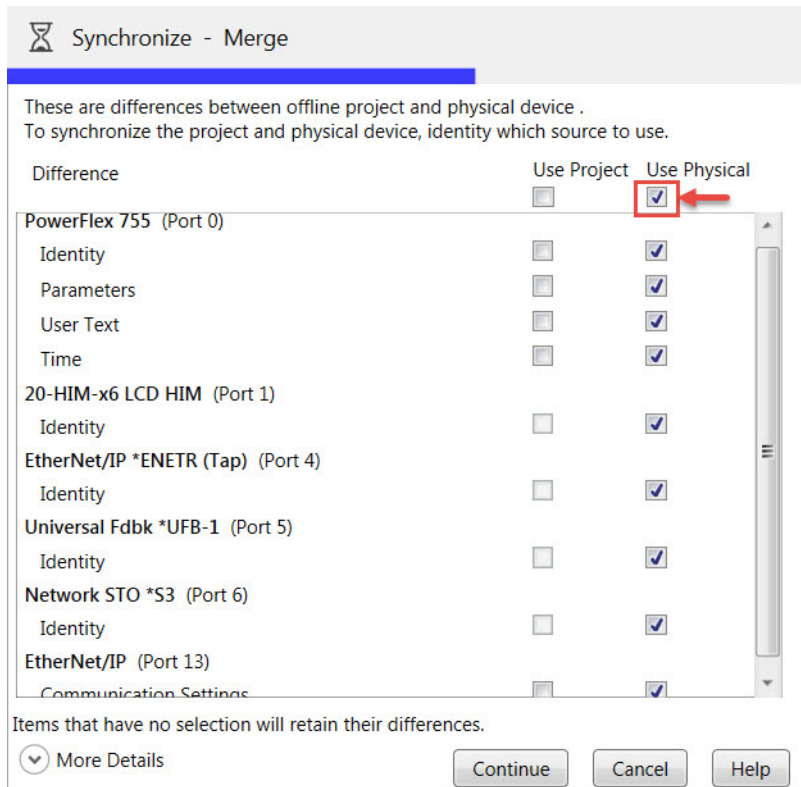 Synchronize - Merge
These are differences between offline project and physical device .
To synchronize the project and physical device, identity which source to use.
Difference Use Project Use Physical
PowerFlex 755 (Port 0)
Identity
Parameters
User Text
Time
20-HIM-x6 LCD HIM (Port 1)
Identity
EtherNet/IP *ENETR (Tap) (Port 4)
Identity
Universal Fdbk *UFB-1 (Port 5)
Identity
Network STO *S3 (Port 6)
Identity
EtherNet/IP (Port 13)
Communication Settings
Items that have no selection will retain their differences.
More Details Continue Cancel Help